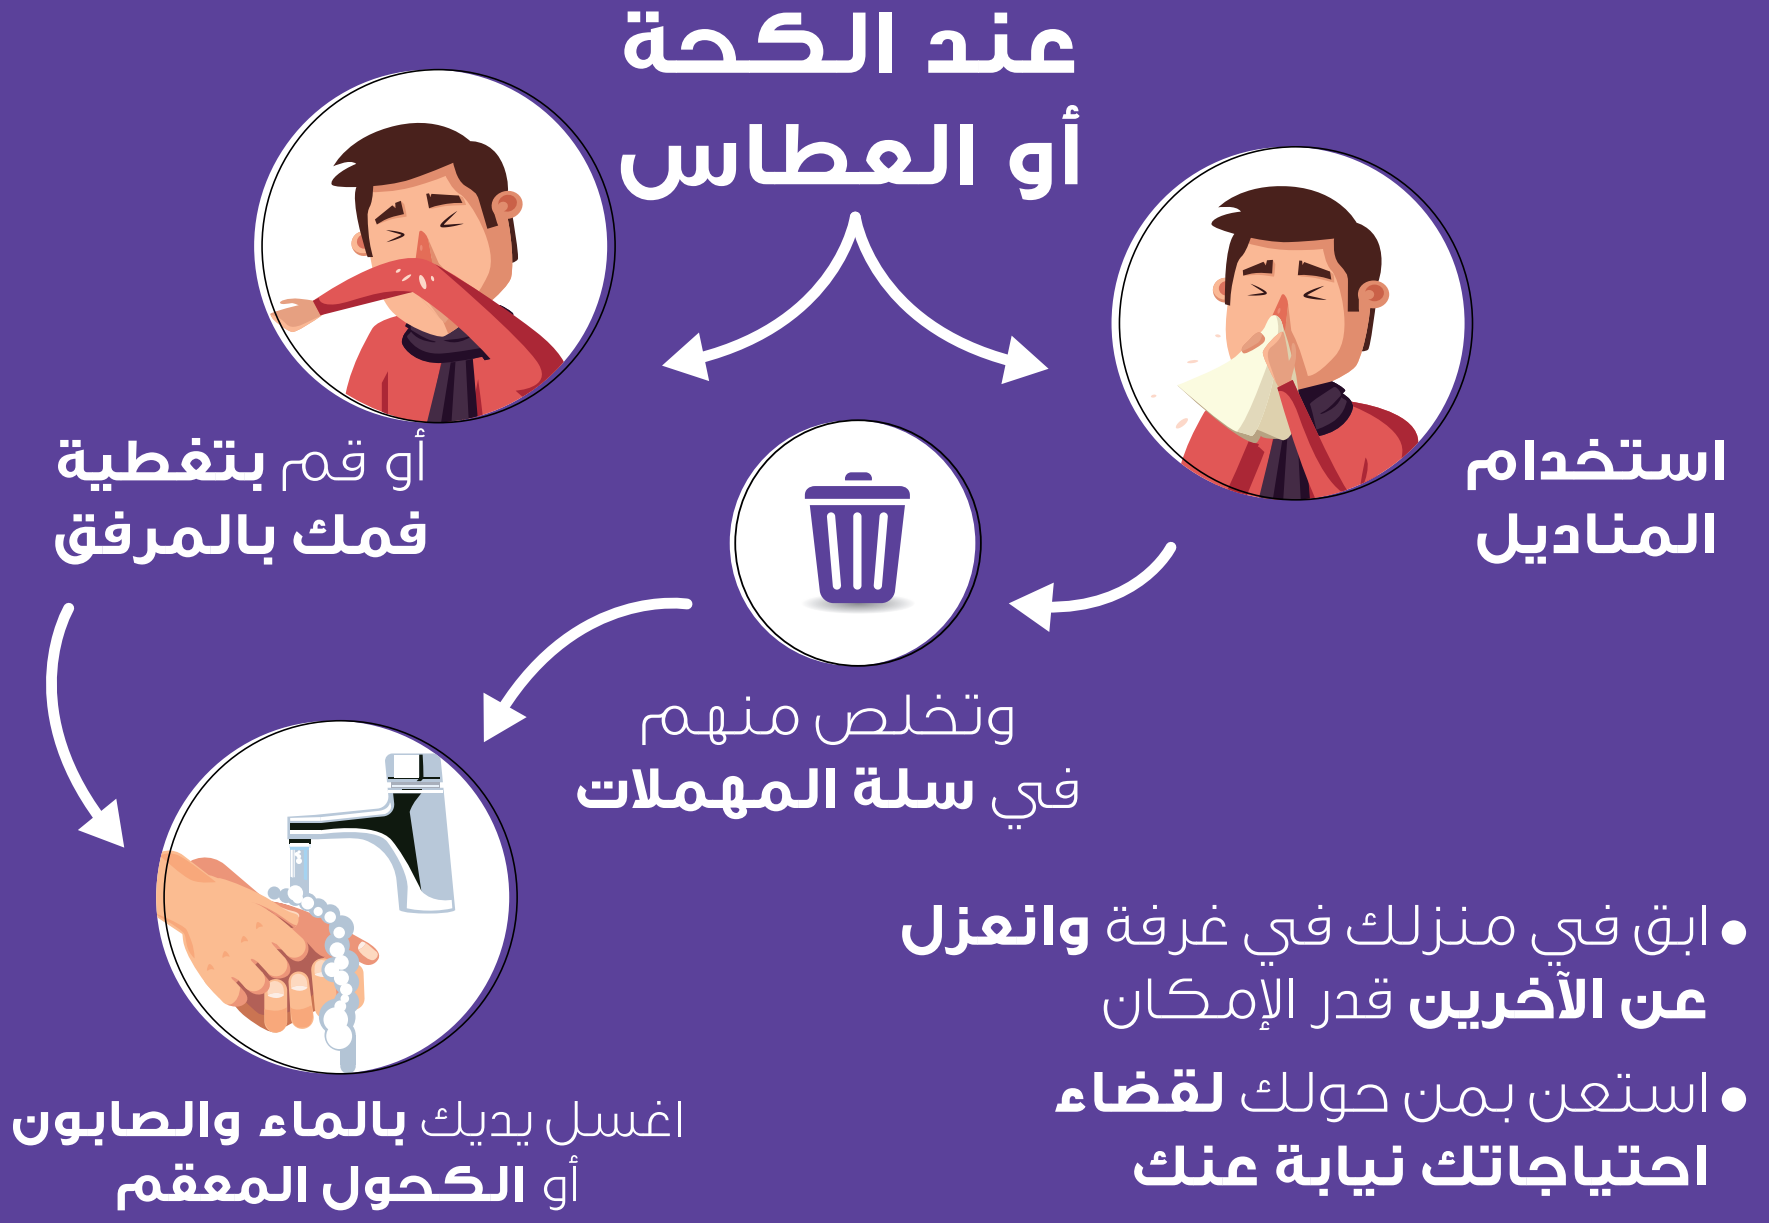 عند الكحة
أو العطاس
استخدام
المناديل
أو قم بتغطية
فمك بالمرفق
وتخلص منهم
في سلة المهملات
اغسل يديك بالماء والصابون
أو الكحول المعقم
• ابق في منزلك في غرفة وانعزل
عن الآخرين قدر الإمكان
• استعن بمن حولك لقضاء
احتياجاتك نيابة عنك